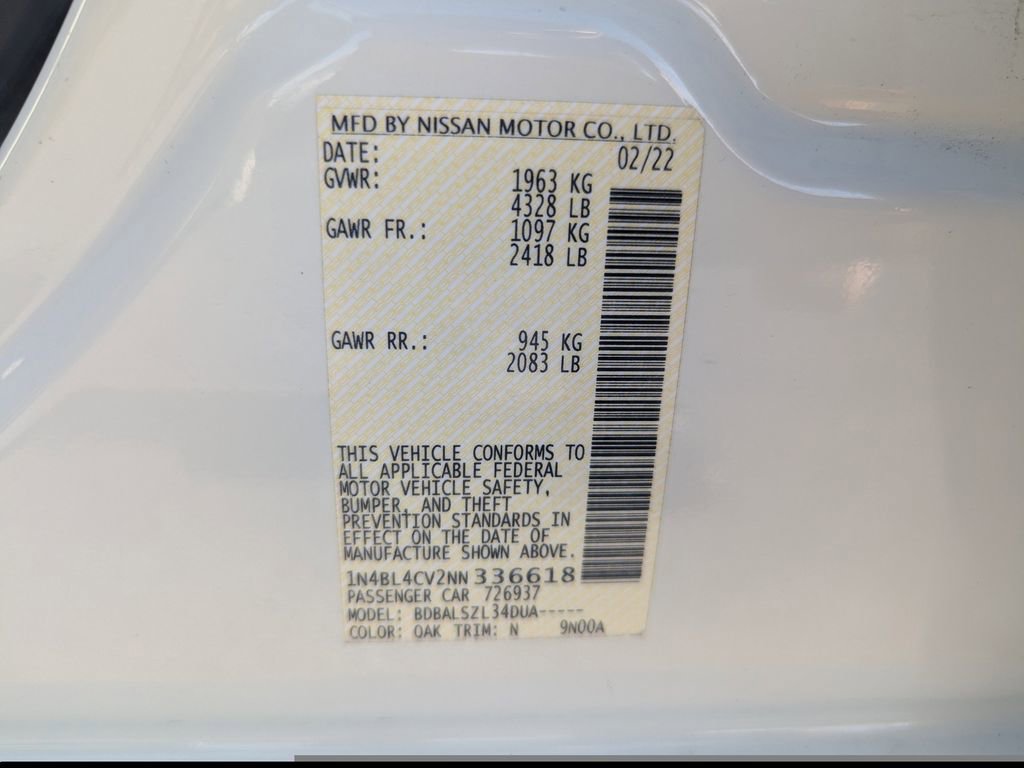 MFD BY NISSAN MOTOR CO., LTD.
DATE: 02/22
GVWR: 1963 KG
4328 LB
GAWR FR.: 1097 KG
2418 LB
GAWR RR.: 945 KG
2083 LB
THIS VEHICLE CONFORMS TO
ALL APPLICABLE FEDERAL
MOTOR VEHICLE SAFETY,
BUMPER, AND THEFT
PREVENTION STANDARDS IN
EFFECT ON THE DATE OF
MANUFACTURE SHOWN ABOVE.
1N4BL4CV2NN336618
PASSENGER CAR 726937
MODEL: BDBALSZL34DUA-----
COLOR: QAK TRIM: N 9N00A